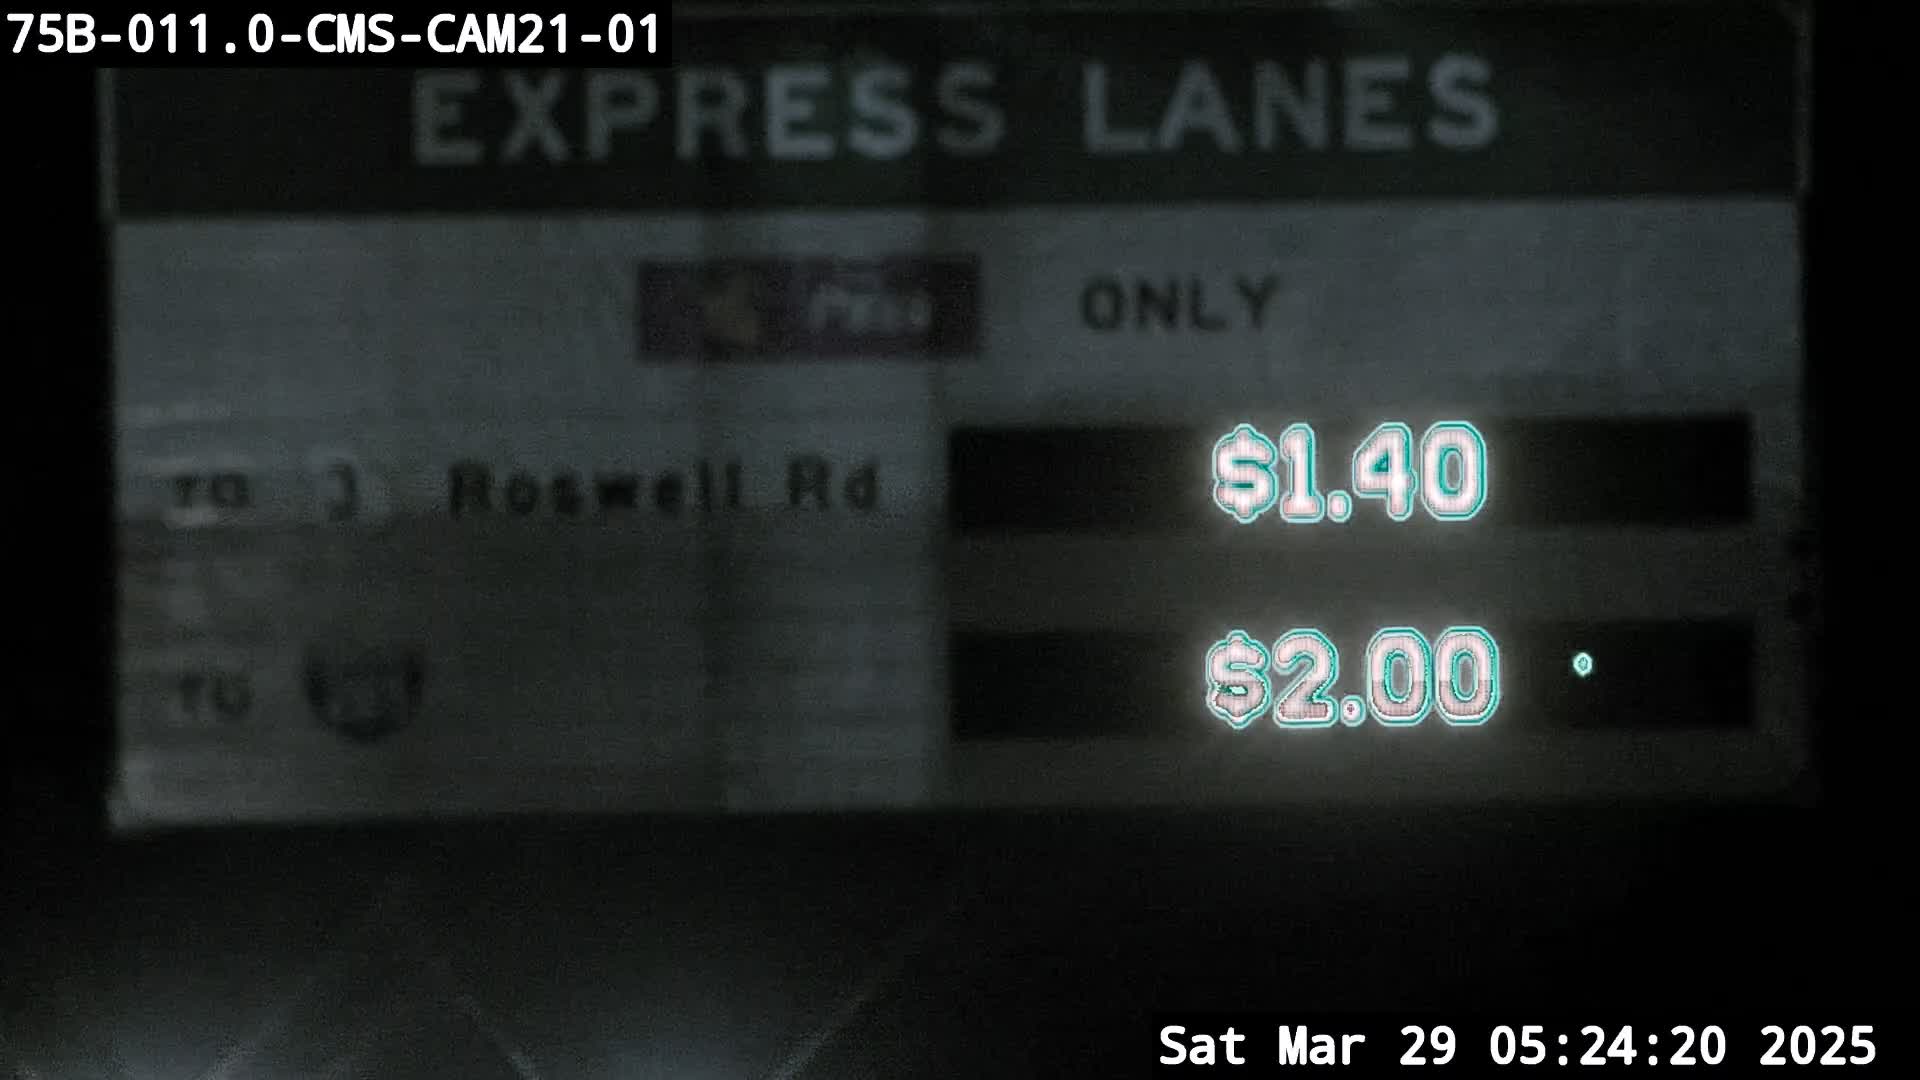 75B-011.0-CMS-CAM21-01
EXPRESS LANES
ONLY
TO Roswell Rd $1.40
TO $2.00
Sat Mar 29 05:24:20 2025